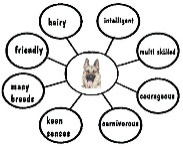 hairy
intelligent
friendly
multi skilled
many
breeds
courageous
keen
senses
carnivorous